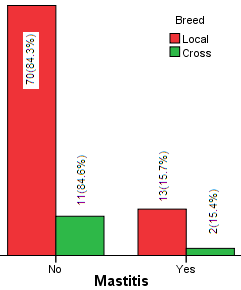 Breed
Local
Cross
70(84.3%)
11(84.6%)
13(15.7%)
2(15.4%)
No
Yes
Mastitis